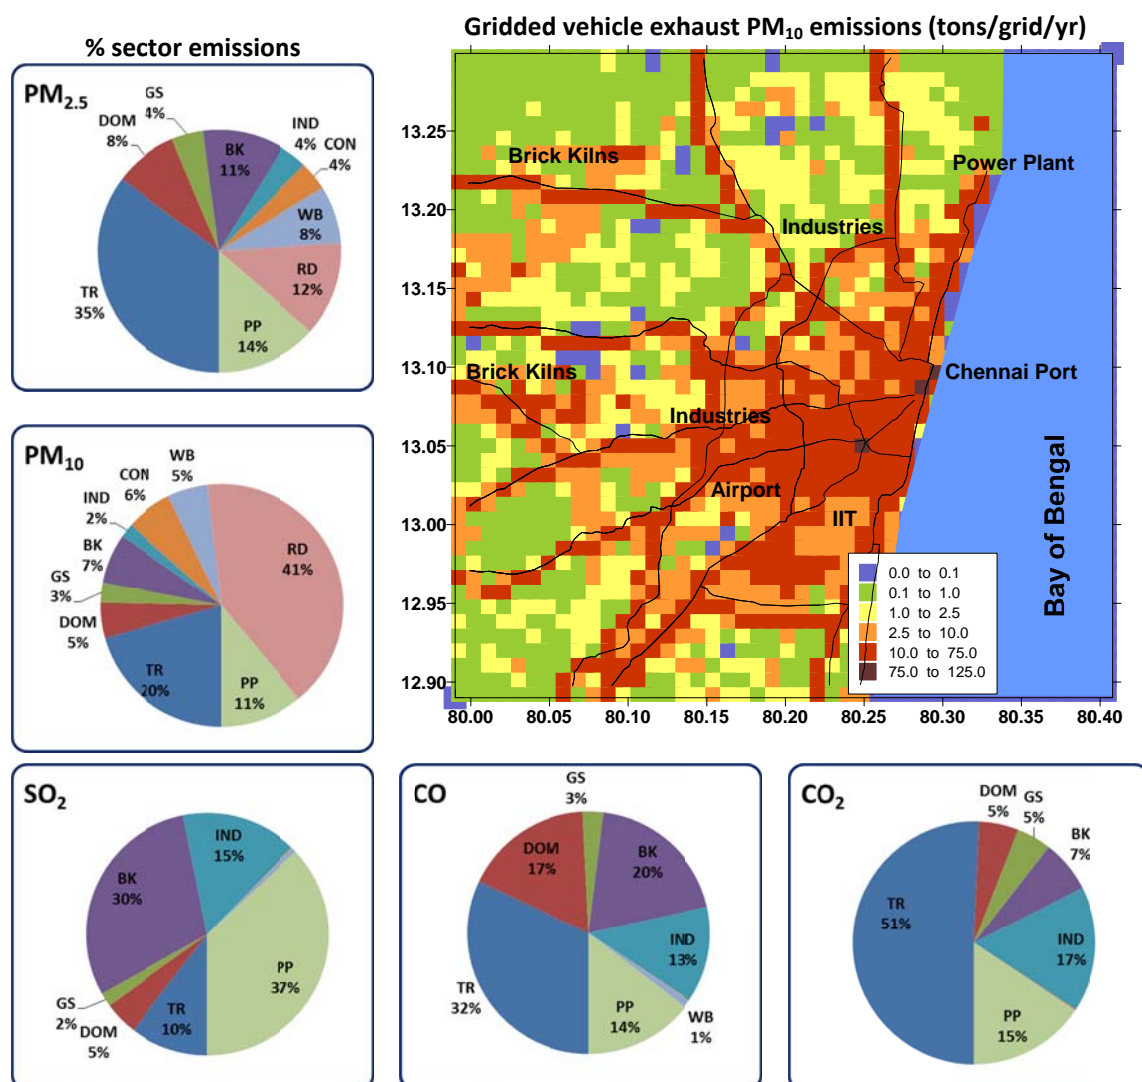 % sector emissions
PM2.5
GS
4%
DOM
8%
BK
11%
IND
4%
CON
4%
WB
8%
RD
12%
PP
14%
TR
35%
PM10
WB
5%
CON
6%
IND
2%
BK
7%
GS
3%
DOM
5%
TR
20%
PP
11%
RD
41%
Gridded vehicle exhaust PM10 emissions (tons/grid/yr)
13.25
13.20
13.15
13.10
13.05
13.00
12.95
12.90
80.00 80.05 80.10 80.15 80.20 80.25 80.30 80.35 80.40
Brick Kilns
Power Plant
Industries
Brick Kilns
Chennai Port
Industries
Airport
IIT
Bay of Bengal
0.0 to 0.1
0.1 to 1.0
1.0 to 2.5
2.5 to 10.0
10.0 to 75.0
75.0 to 125.0
SO2
IND
15%
BK
30%
PP
37%
GS
2%
DOM
5%
TR
10%
CO
GS
3%
DOM
17%
BK
20%
IND
13%
WB
1%
PP
14%
TR
32%
CO2
DOM
5%
GS
5%
BK
7%
IND
17%
PP
15%
TR
51%